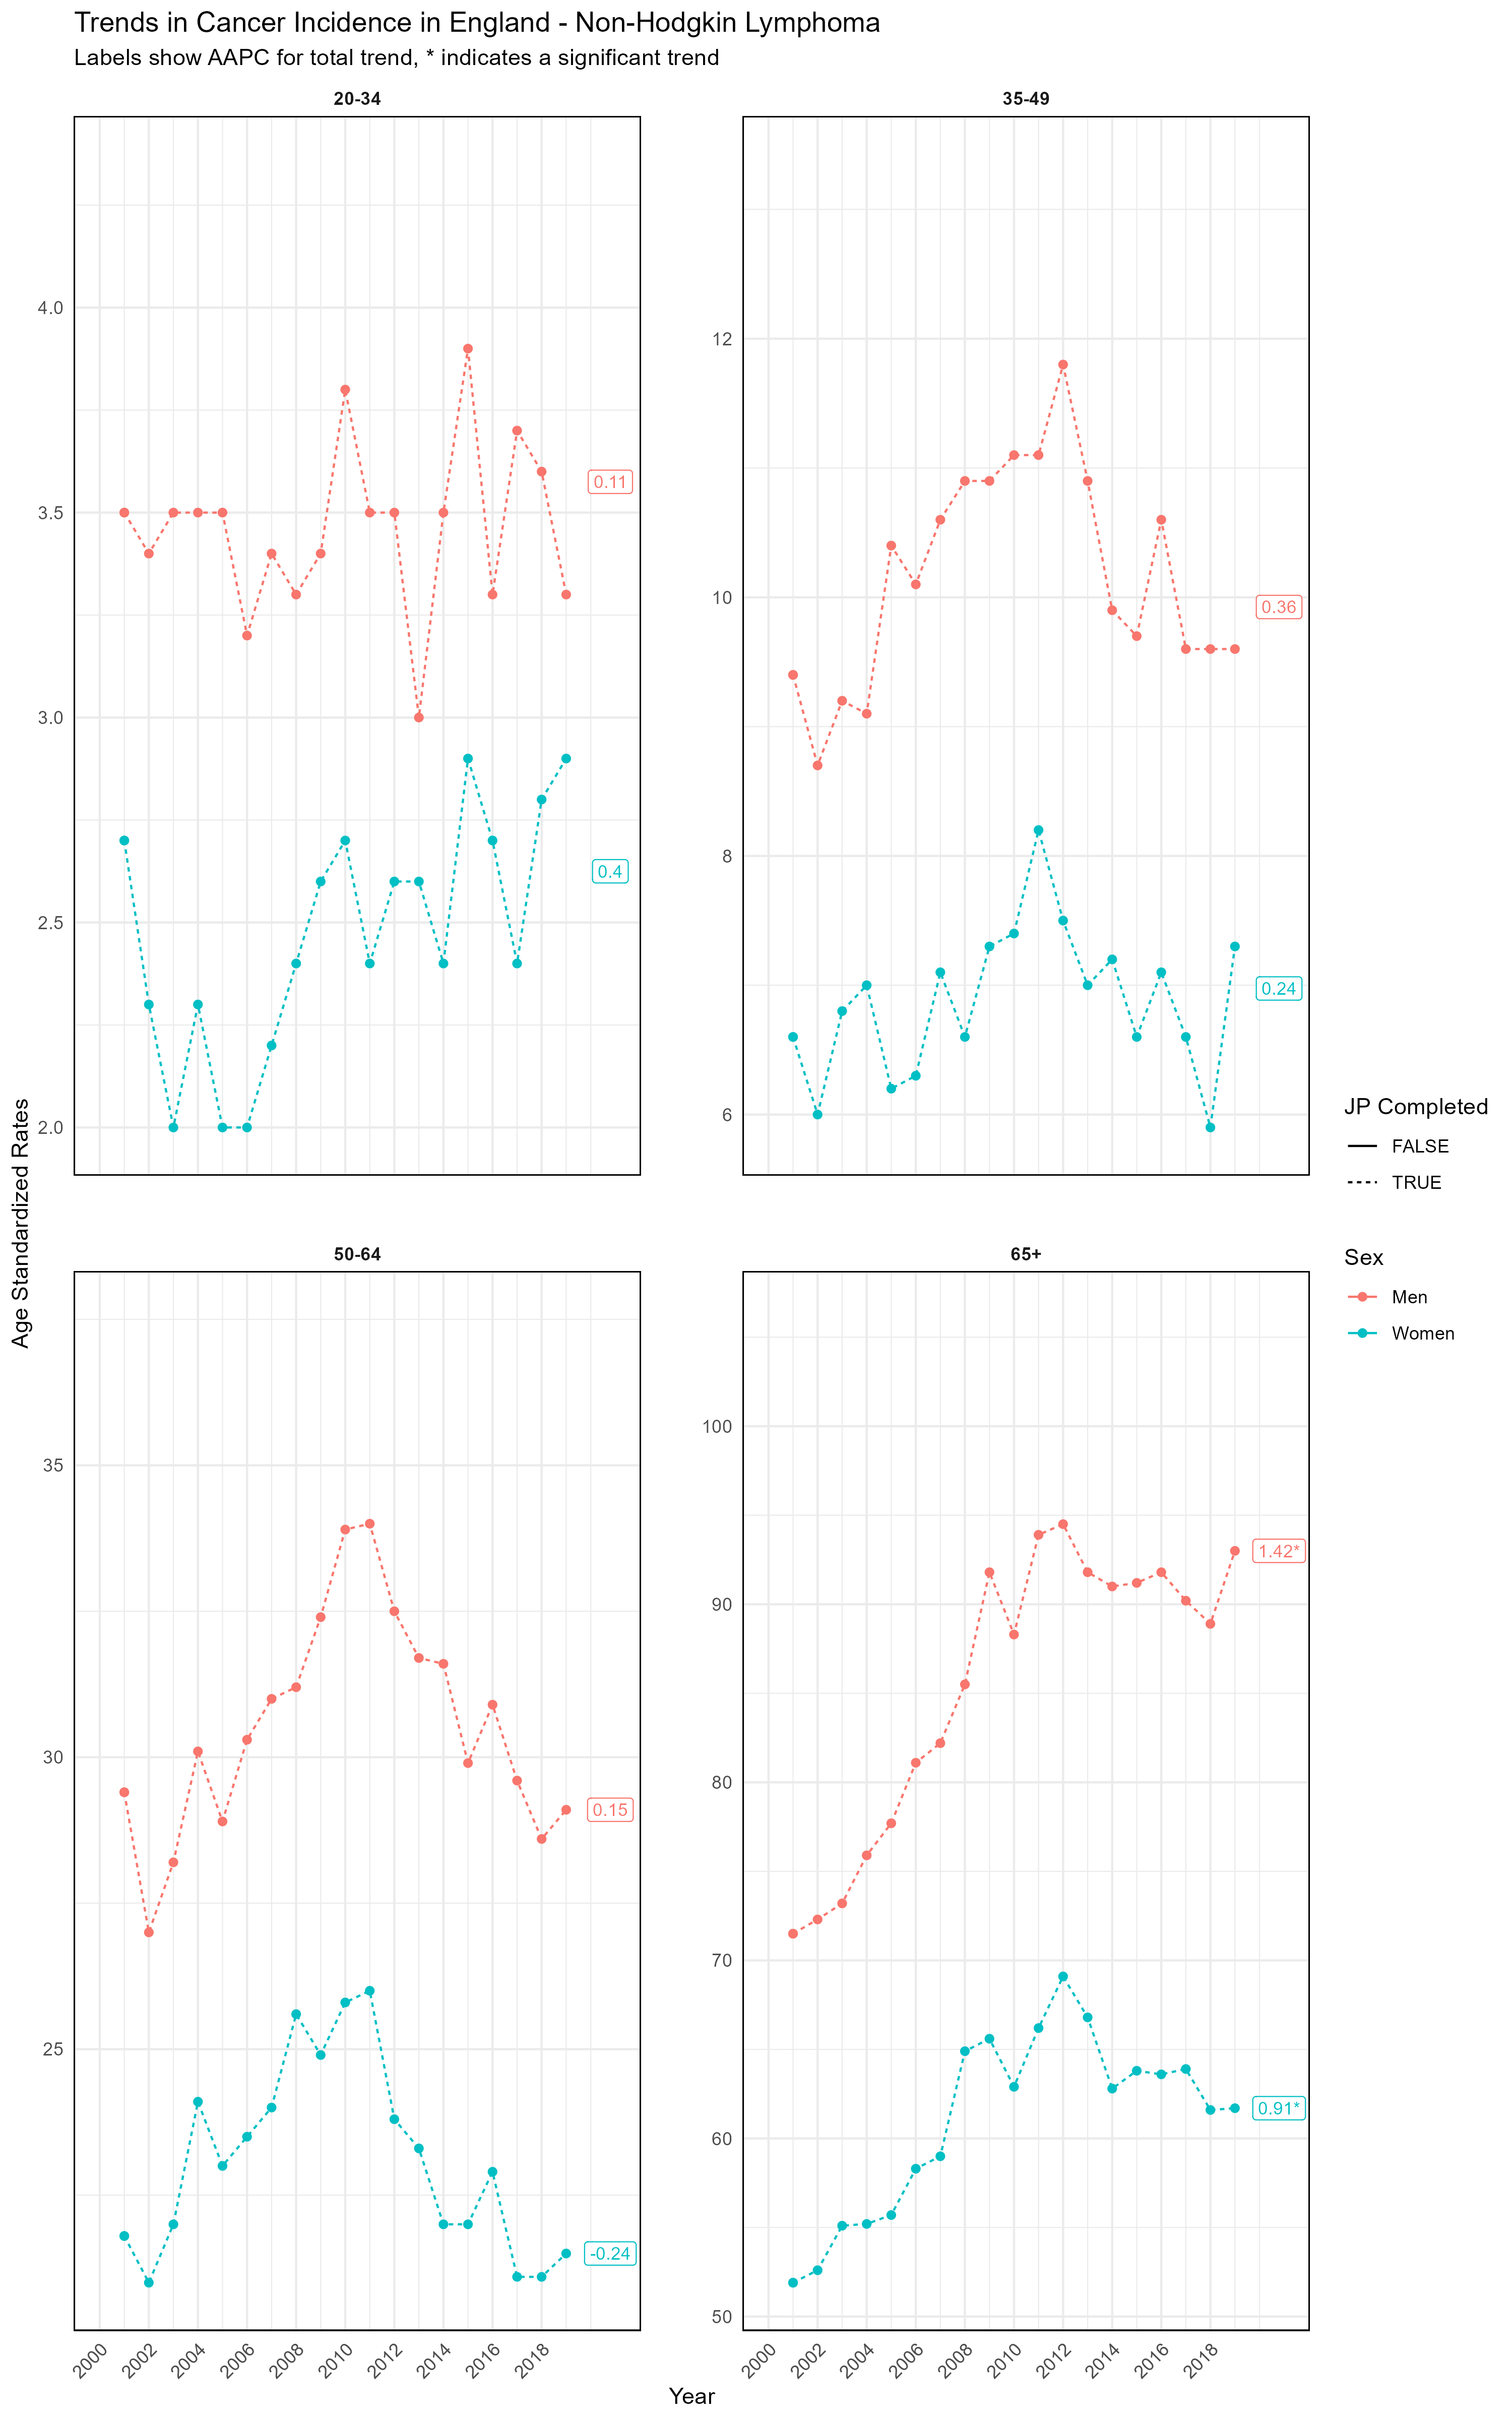 Trends in Cancer Incidence in England - Non-Hodgkin Lymphoma
Labels show AAPC for total trend, * indicates a significant trend
20-34
35-49
4.0
3.5
3.0
2.5
2.0
0.11
0.4
12
10
8
6
0.36
0.24
Age Standardized Rates
JP Completed
FALSE
TRUE
Sex
Men
Women
50-64
65+
35
30
25
0.15
-0.24
100
90
80
70
60
50
1.42*
0.91*
2000 2002 2004 2006 2008 2010 2012 2014 2016 2018
2000 2002 2004 2006 2008 2010 2012 2014 2016 2018
Year